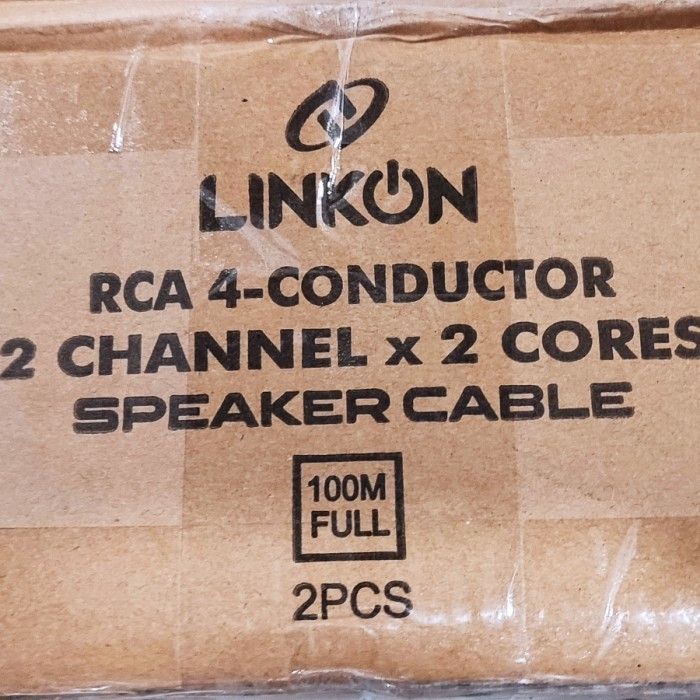 LINKON
RCA 4-CONDUCTOR
2 CHANNEL x 2 CORES
SPEAKER CABLE
100M
FULL
2PCS